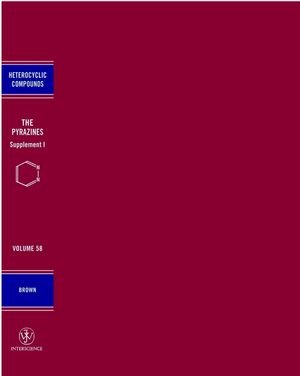 HETEROCYCLIC
COMPOUNDS
THE
PYRAZINES
Supplement I
N
N
VOLUME 58
BROWN
W
INTERSCIENCE